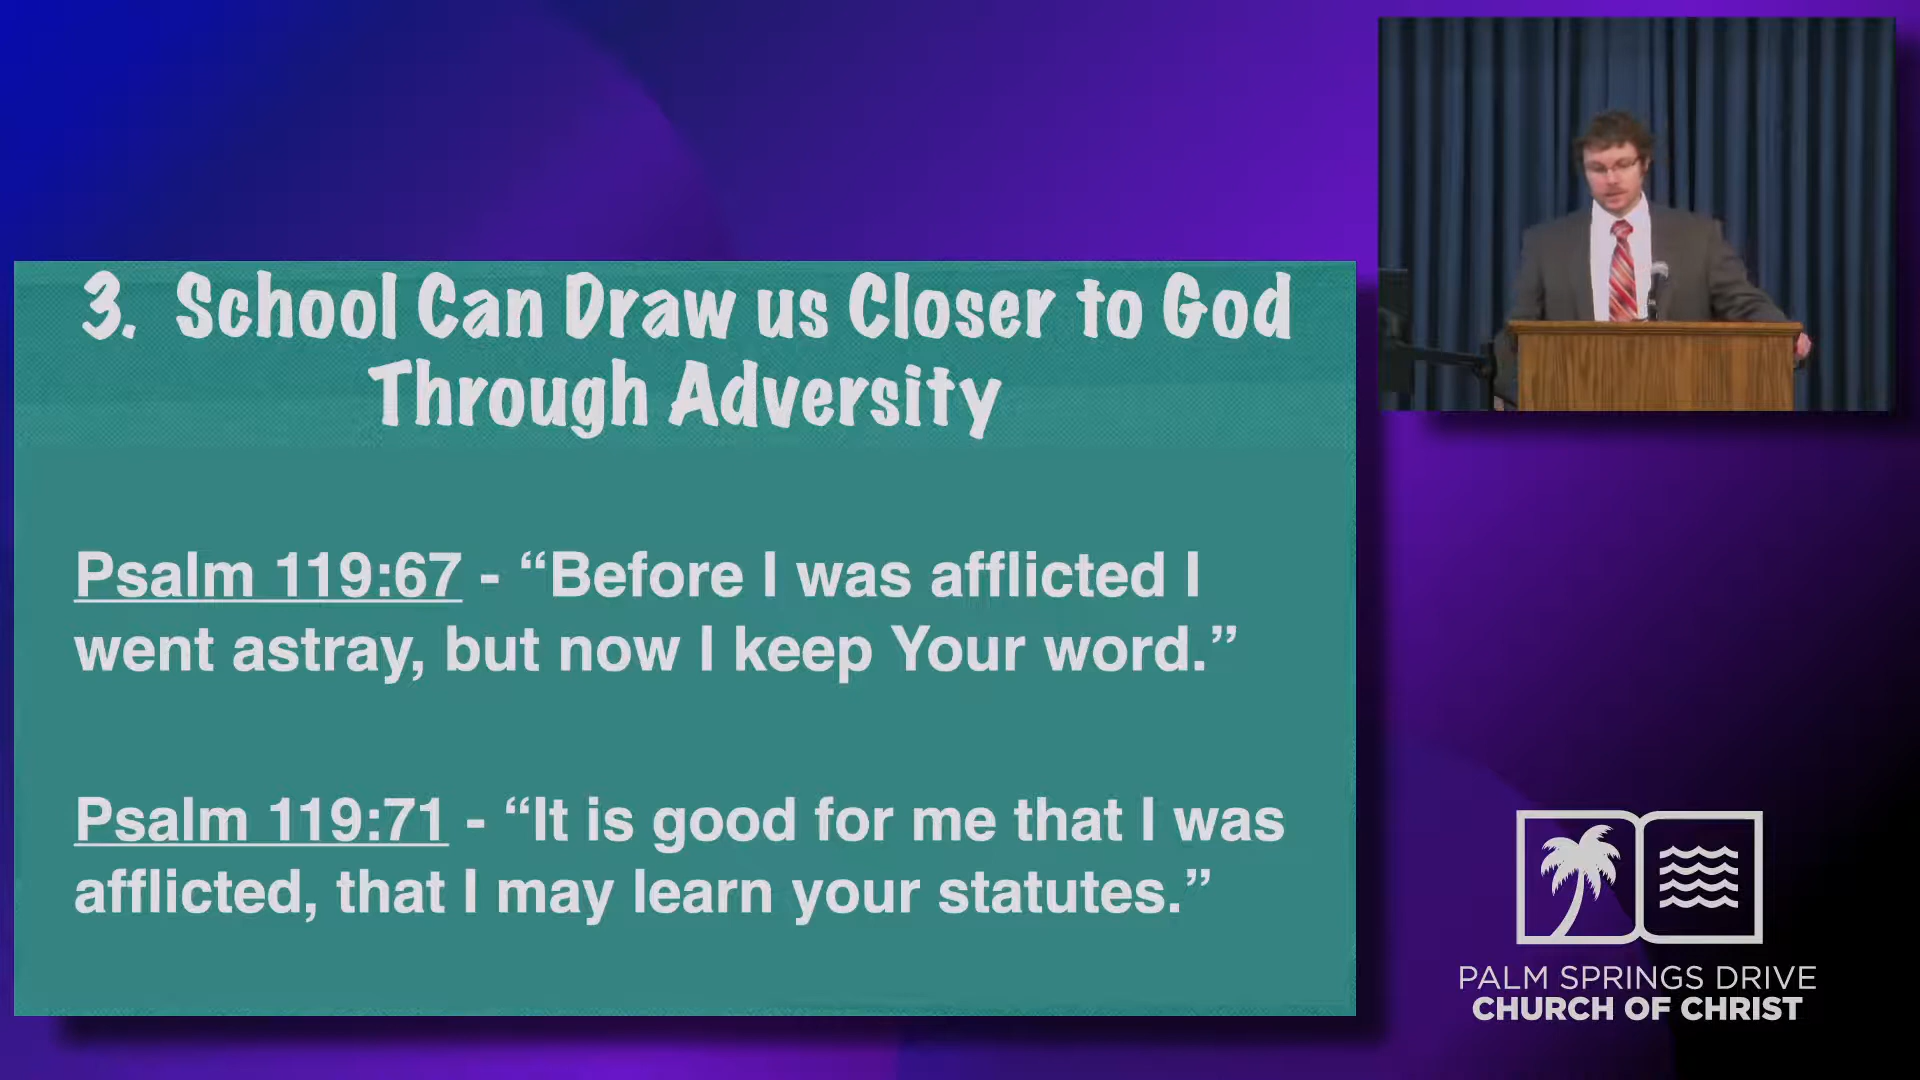 3. School Can Draw us Closer to God
Through Adversity
Psalm 119:67 - “Before I was afflicted I
went astray, but now I keep Your word.”
Psalm 119:71 - “It is good for me that I was
afflicted, that I may learn your statutes.”
PALM SPRINGS DRIVE
CHURCH OF CHRIST